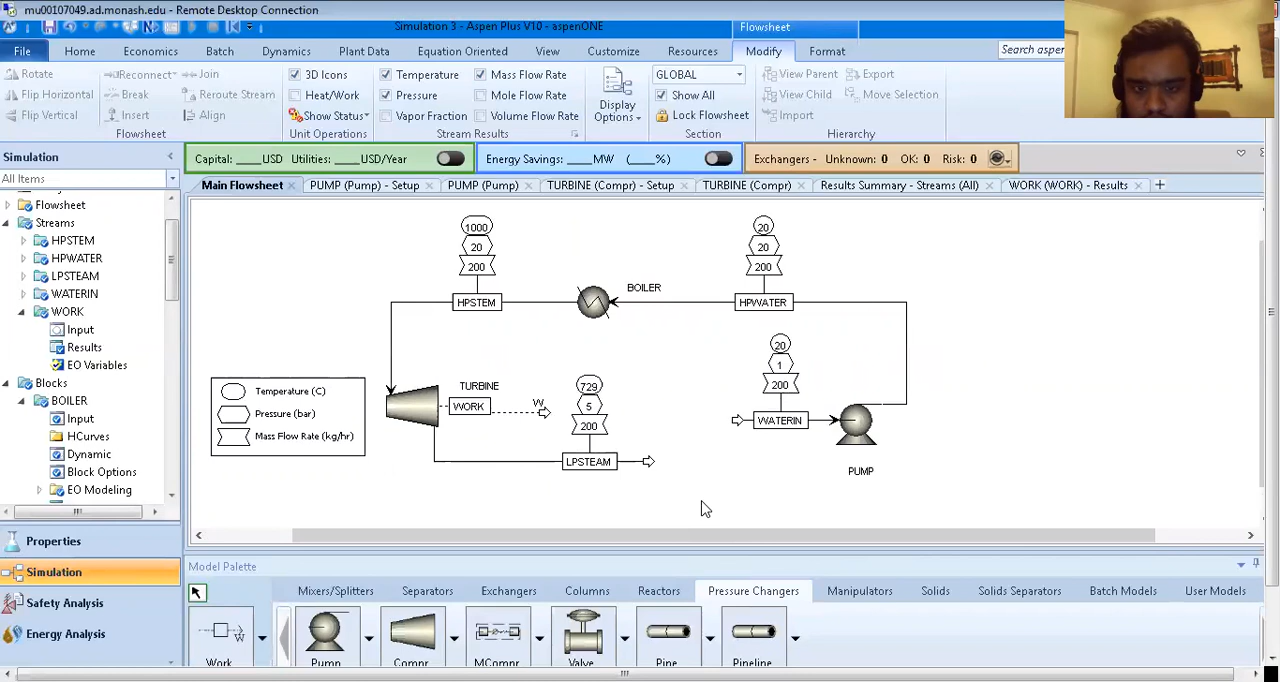 mu00107049.ad.monash.edu - Remote Desktop Connection
Simulation 3 - Aspen Plus V10 - aspenONE
Flowsheet
File Home Economics Batch Dynamics Plant Data Equation Oriented View Customize Resources Modify Format Search aspen
Rotate Reconnect Join 3D Icons Temperature Mass Flow Rate GLOBAL View Parent Export
Flip Horizontal Break Reroute Stream Heat/Work Pressure Mole Flow Rate Display Options Show All View Child Move Selection
Flip Vertical Insert Align Show Status Vapor Fraction Volume Flow Rate Lock Flowsheet Import
Flowsheet Unit Operations Stream Results Section Hierarchy
Simulation
Capital: ____USD Utilities: ____USD/Year Energy Savings: ____MW (____%) Exchangers - Unknown: 0 OK: 0 Risk: 0
All Items
Main Flowsheet PUMP (Pump) - Setup PUMP (Pump) TURBINE (Compr) - Setup TURBINE (Compr) Results Summary - Streams (All) WORK (WORK) - Results
Flowsheet
Streams
HPSTEM
HPWATER
LPSTEAM
WATERIN
WORK
Input
Results
EO Variables
Blocks
BOILER
Input
HCurves
Dynamic
Block Options
EO Modeling
1000
20
200
HPSTEM
BOILER
20
20
200
HPWATER
Temperature (C)
Pressure (bar)
Mass Flow Rate (kg/hr)
TURBINE
WORK
W
729
5
200
LPSTEAM
20
1
200
WATERIN
PUMP
Properties
Simulation
Safety Analysis
Energy Analysis
Model Palette
Mixers/Splitters Separators Exchangers Columns Reactors Pressure Changers Manipulators Solids Solids Separators Batch Models User Models
W
Work Pump Compr MCompr Valve Pipe Pipeline